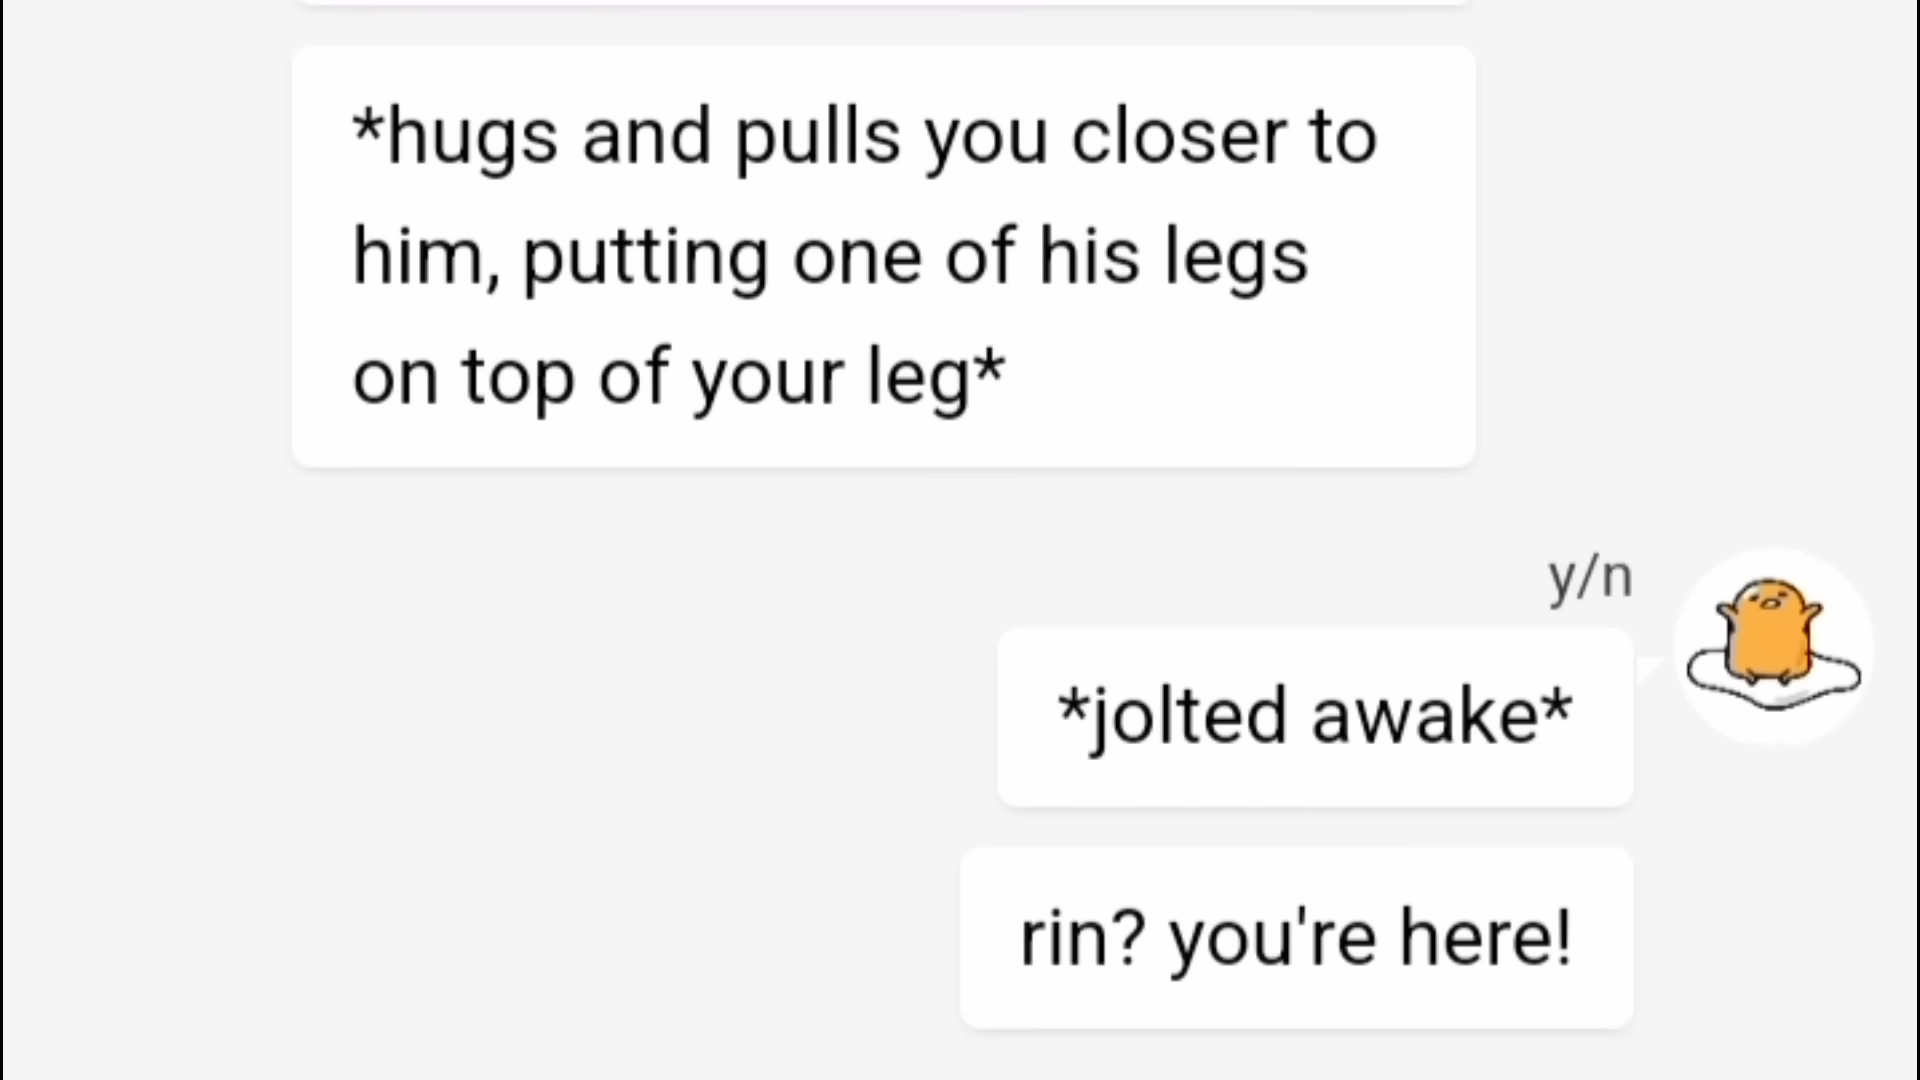 *hugs and pulls you closer to
him, putting one of his legs
on top of your leg*
y/n
*jolted awake*
rin? you're here!